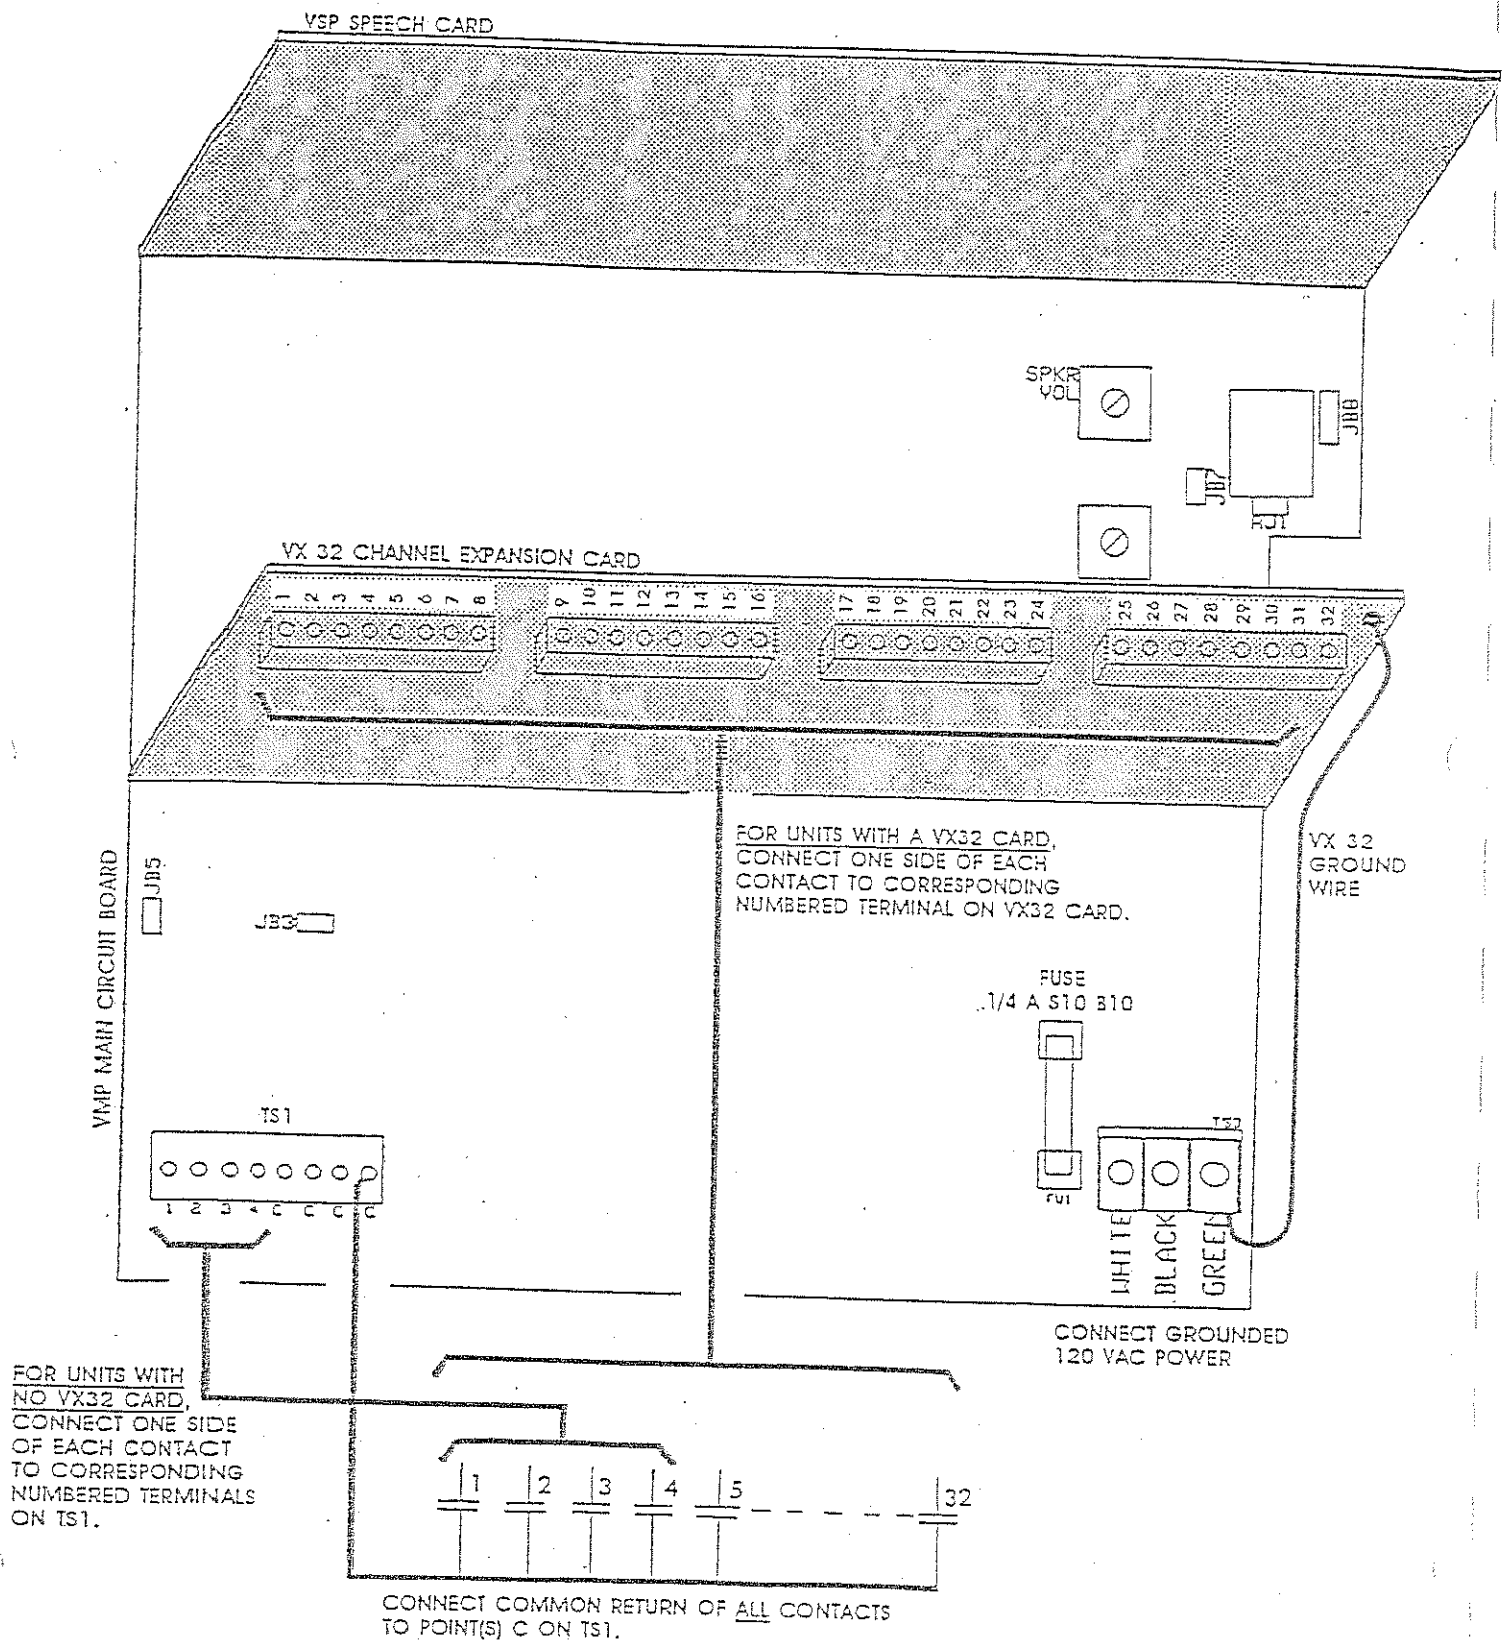 VSP SPEECH CARD
SPKR
VOL
JB8
JB7
RJ1
VX 32 CHANNEL EXPANSION CARD
1 2 3 4 5 6 7 8 9 10 11 12 13 14 15 16 17 18 19 20 21 22 23 24 25 26 27 28 29 30 31 32
FOR UNITS WITH A VX32 CARD,
CONNECT ONE SIDE OF EACH
CONTACT TO CORRESPONDING
NUMBERED TERMINAL ON VX32 CARD.
VX 32
GROUND
WIRE
VMP MAIN CIRCUIT BOARD
JB5
JB3
FUSE
1/4 A S10 B10
TS1
1 2 3 4 C C C C
WHITE
BLACK
GREEN
CONNECT GROUNDED
120 VAC POWER
FOR UNITS WITH
NO VX32 CARD,
CONNECT ONE SIDE
OF EACH CONTACT
TO CORRESPONDING
NUMBERED TERMINALS
ON TS1.
1 2 3 4 5 32
CONNECT COMMON RETURN OF ALL CONTACTS
TO POINT(S) C ON TS1.